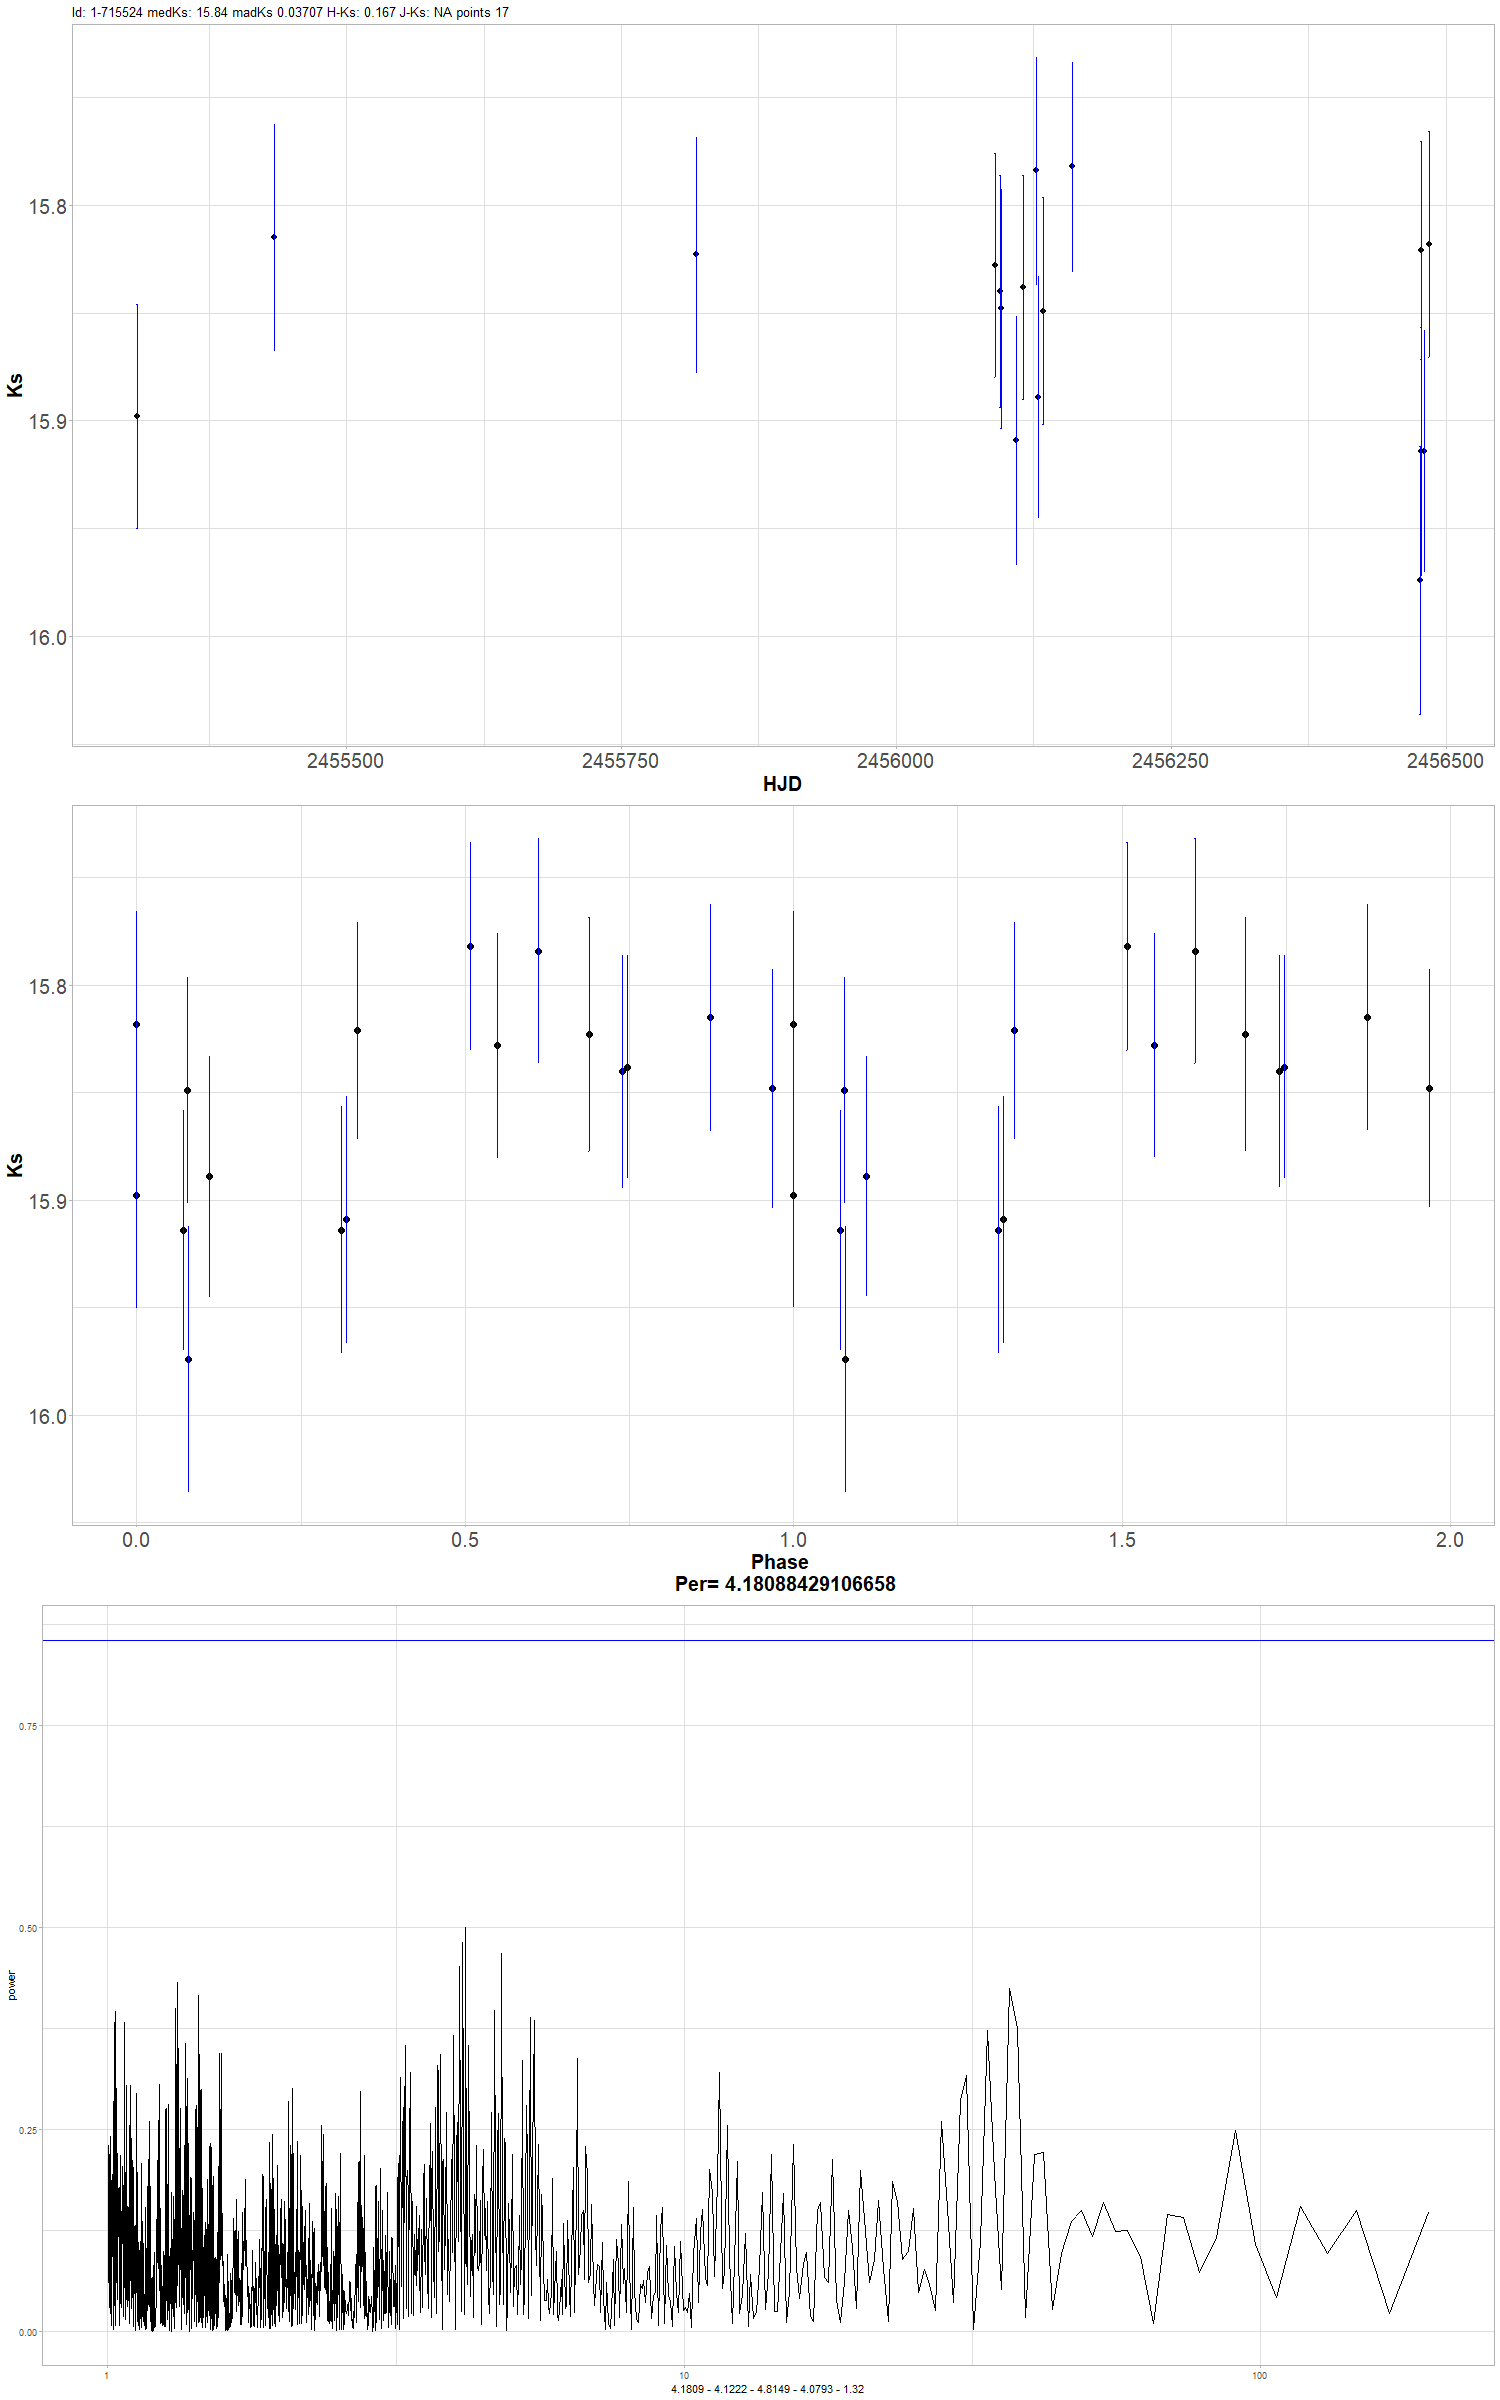 Id: 1-715524 medKs: 15.84 madKs 0.03707 H-Ks: 0.167 J-Ks: NA points 17
15.8
15.9
16.0
Ks
2455500 2455750 2456000 2456250 2456500
HJD
15.8
15.9
16.0
Ks
0.0 0.5 1.0 1.5 2.0
Phase
Per= 4.18088429106658
0.75
0.50
0.25
0.00
power
1 10 100
4.1809 - 4.1222 - 4.8149 - 4.0793 - 1.32